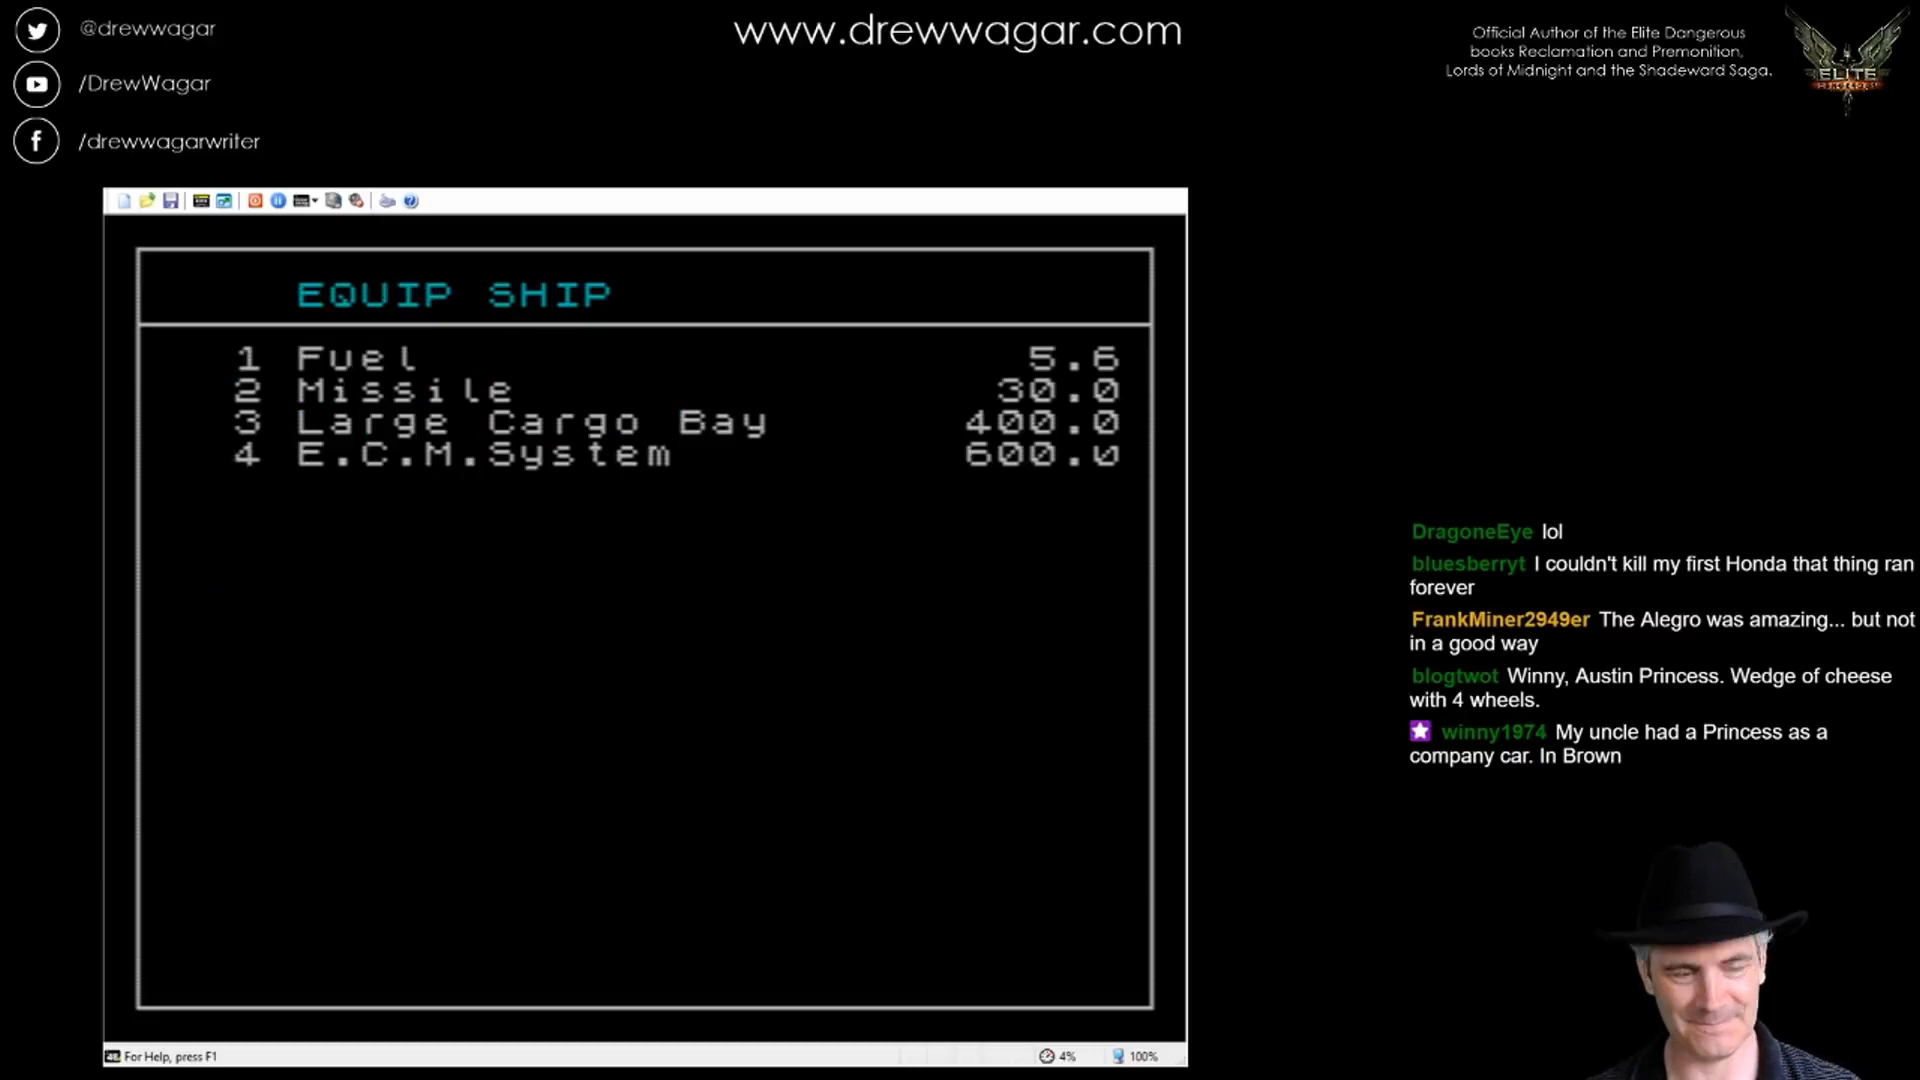 @drewwagar
/DrewWagar
/drewwagarwriter
www.drewwagar.com
Official Author of the Elite Dangerous
books Reclamation and Premonition,
Lords of Midnight and the Shadeward Saga.
ELITE
EQUIP SHIP
1 Fuel 5.6
2 Missile 30.0
3 Large Cargo Bay 400.0
4 E.C.M.System 600.0
DragoneEye lol
bluesberryt I couldn't kill my first Honda that thing ran
forever
FrankMiner2949er The Alegro was amazing... but not
in a good way
blogtwot Winny, Austin Princess. Wedge of cheese
with 4 wheels.
winny1974 My uncle had a Princess as a
company car. In Brown
For Help, press F1
4%
100%